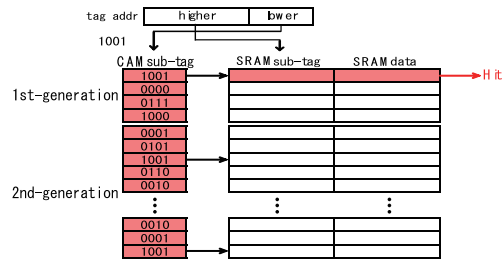 tag addr higher lower
1001
CAM sub-tag SRAM sub-tag SRAM data
1001 Hit
0000
1st-generation
0111
1000
0001
0101
1001
0110
0010
2nd-generation
0010
0001
1001